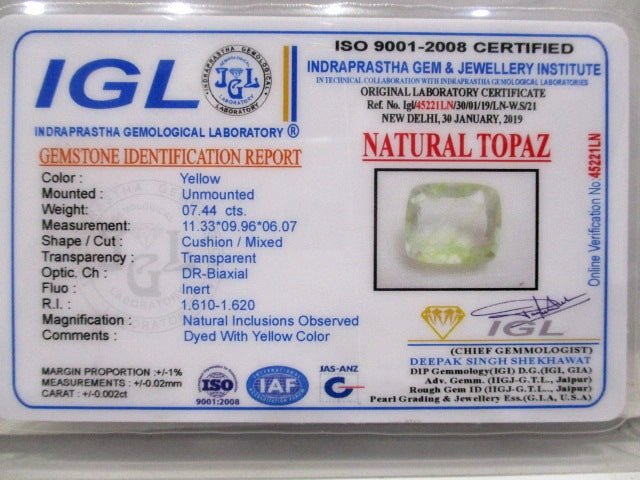 IGL
INDRAPRASTHA GEMOLOGICAL LABORATORY
JGL
INDRAPRASTHA GEMOLOGICAL LABORATORY ®
GEMSTONE IDENTIFICATION REPORT
Color : Yellow
Mounted : Unmounted
Weight: 07.44 cts.
Measurement: 11.33*09.96*06.07
Shape / Cut : Cushion / Mixed
Transparency : Transparent
Optic. Ch : DR-Biaxial
Fluo : Inert
R.I. : 1.610-1.620
Magnification : Natural Inclusions Observed
Comments : Dyed With Yellow Color
MARGIN PROPORTION :+/-1%
MEASUREMENTS : +/-0.02mm
CARAT : +/-0.002ct
ISO
9001:2008
IAF
JAS-ANZ
ISO 9001-2008 CERTIFIED
INDRAPRASTHA GEM & JEWELLERY INSTITUTE
IN TECHNICAL COLLABORATION WITH INDRAPRASTHA GEMOLOGICAL LABORATORIES
ORIGINAL LABORATORY CERTIFICATE
Ref. No. Igl/45221LN/30/01/19/LN-W.S/21
NEW DELHI, 30 JANUARY, 2019
NATURAL TOPAZ
Online Verification No. 45221LN
IGL
(CHIEF GEMMOLOGIST)
DEEPAK SINGH SHEKHAWAT
DIP Gemmology(IGI) D.G.(IGL, GIA)
Adv. Gemm. (IIGJ-G.T.L., Jaipur)
Rough Gem ID (IIGJ-G.T.L., Jaipur)
Pearl Grading & Jewellery Ess.(G.I.A, U.S.A)